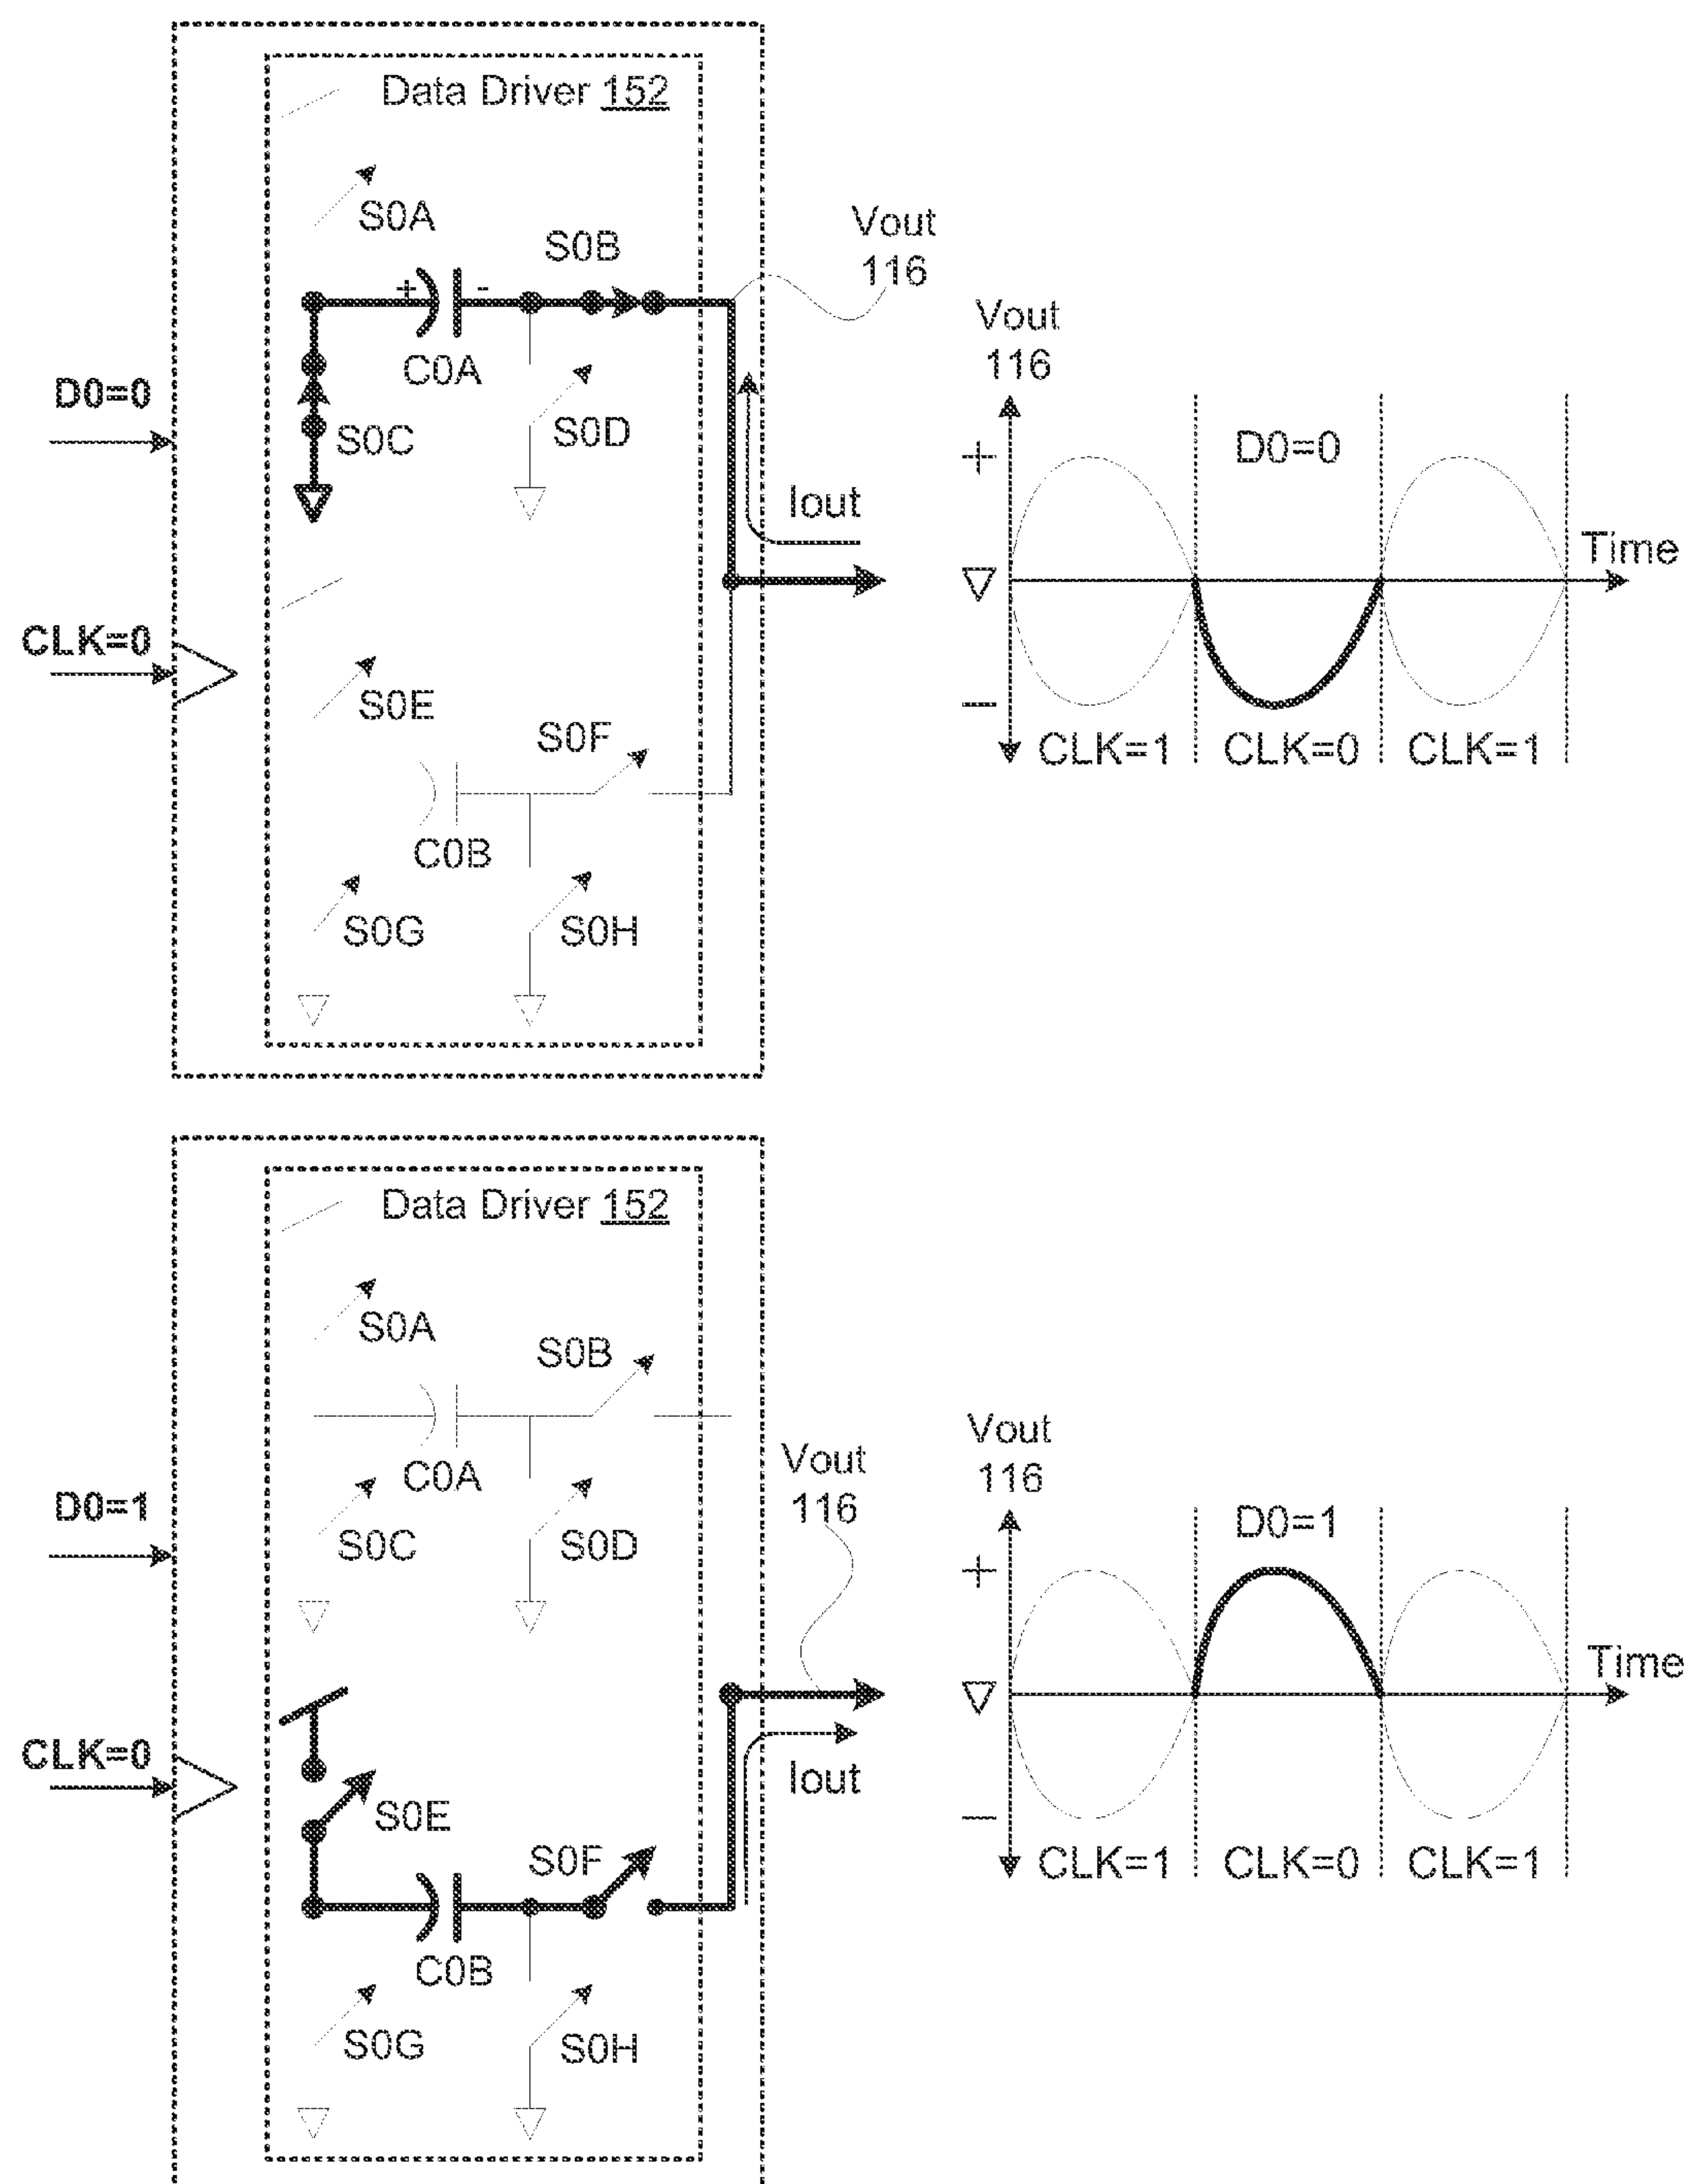 Data Driver 152
S0A
S0B
Vout
116
+
-
C0A
D0=0
S0C
S0D
Iout
CLK=0
S0E
S0F
C0B
S0G
S0H
Vout
116
+
D0=0
Time
−
CLK=1
CLK=0
CLK=1
Data Driver 152
S0A
S0B
C0A
Vout
116
D0=1
S0C
S0D
CLK=0
S0E
Iout
S0F
C0B
S0G
S0H
Vout
116
D0=1
+
Time
−
CLK=1
CLK=0
CLK=1